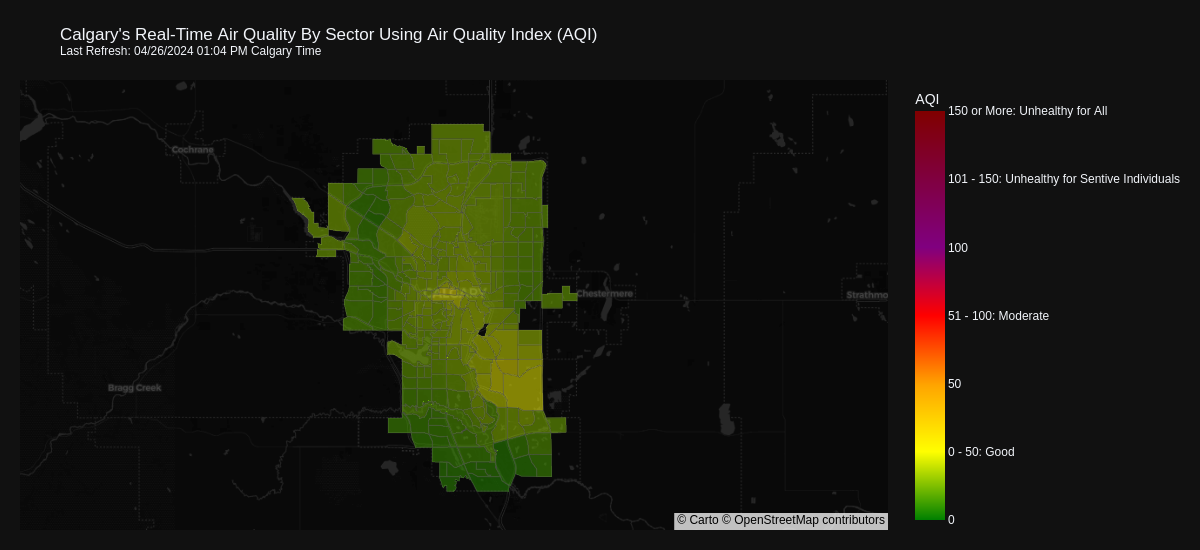 Calgary's Real-Time Air Quality By Sector Using Air Quality Index (AQI)
Last Refresh: 04/26/2024 01:04 PM Calgary Time
AQI
150 or More: Unhealthy for All
Cochrane
101 - 150: Unhealthy for Sentive Individuals
100
CALGARY
Chestermere
Strathmo
51 - 100: Moderate
50
Bragg Creek
0 - 50: Good
0
© Carto © OpenStreetMap contributors